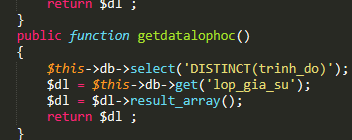 return $dl ;
}
public function getdatalophoc()
{
$this->db->select('DISTINCT(trinh_do)');
$dl = $this->db->get('lop_gia_su');
$dl = $dl->result_array();
return $dl ;
}